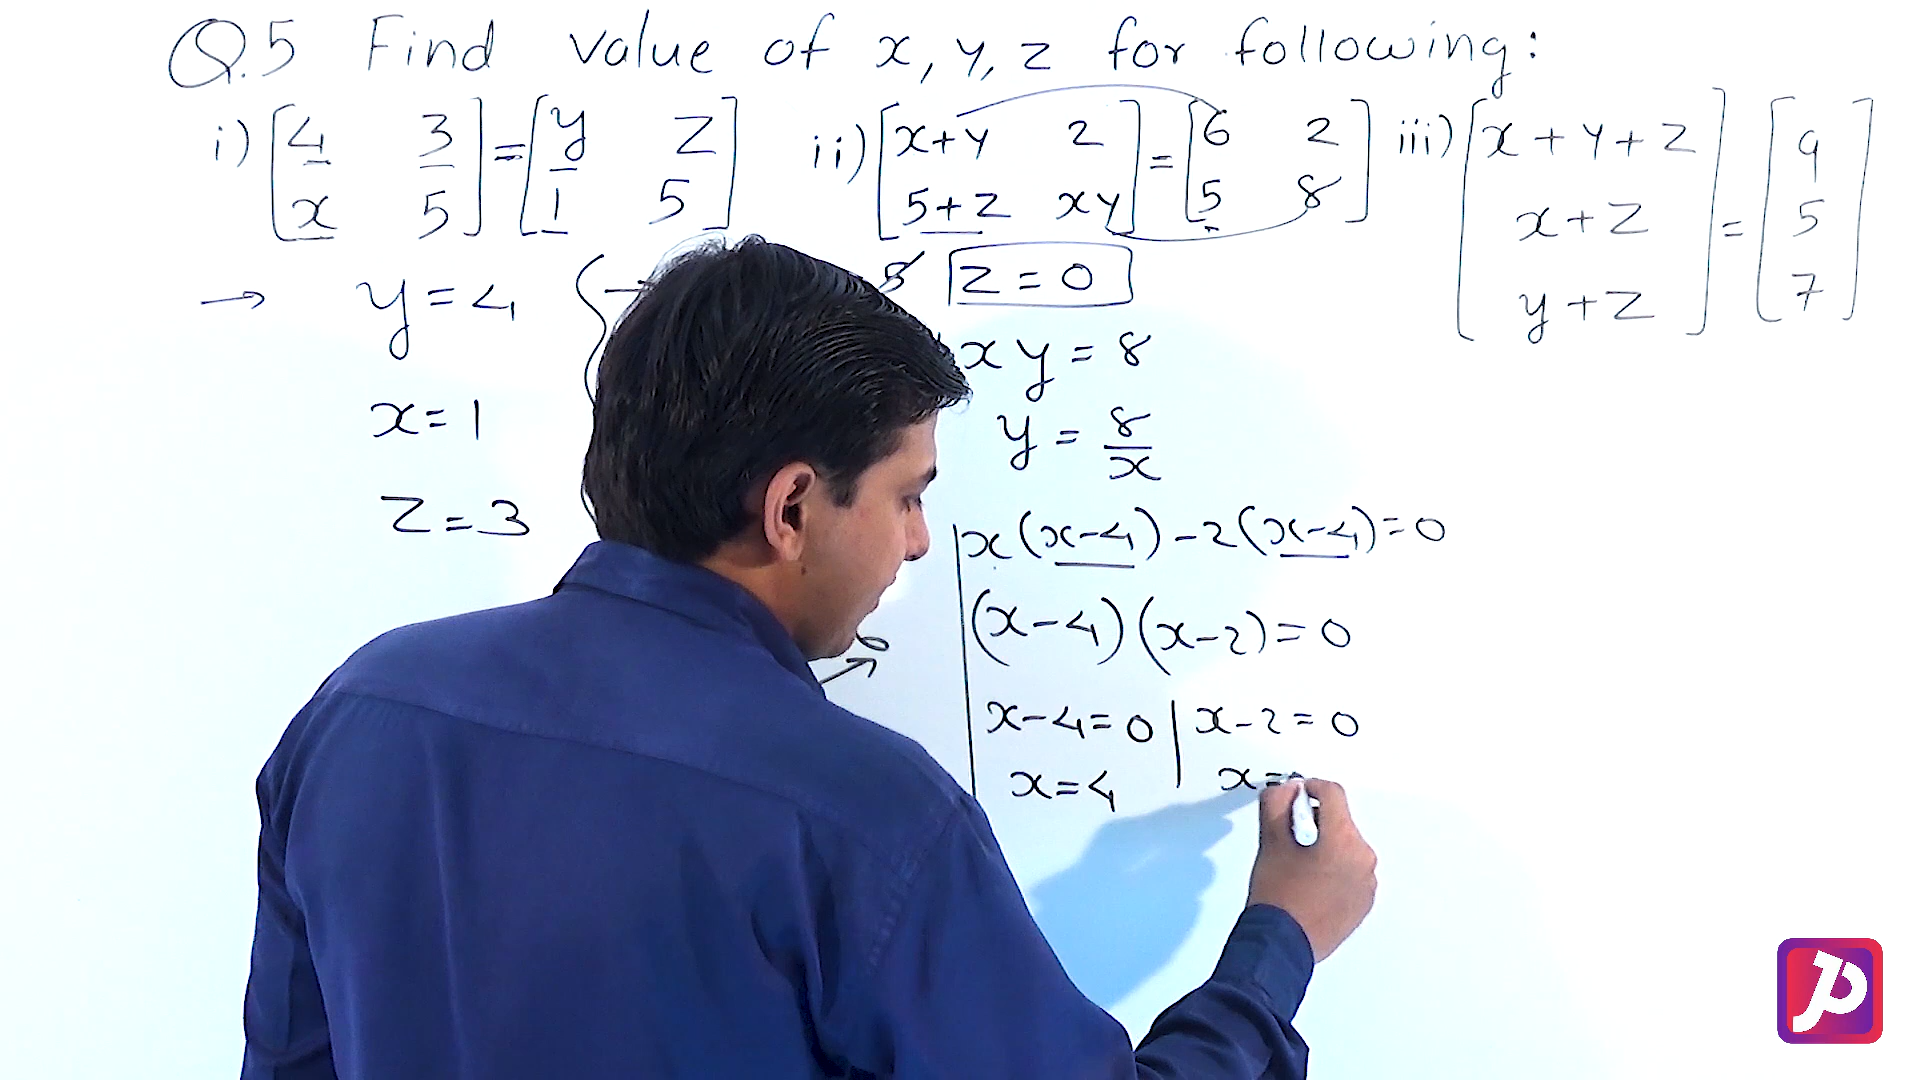 Q.5 Find value of x, y, z for following:
i) [4 3 = [y z] ii) [x+y 2] = [6 2] iii) [x+y+z] = [9]
x 5] 1 5 5+z xy 5 8 x+z 5
y+z 7
→ y=4
x=1
z=3
5 z=0
xy=8
y=8/x
x(x-4)-2(x-4)=0
(x-4)(x-2)=0
x-4=0 | x-2=0
x=4 x=